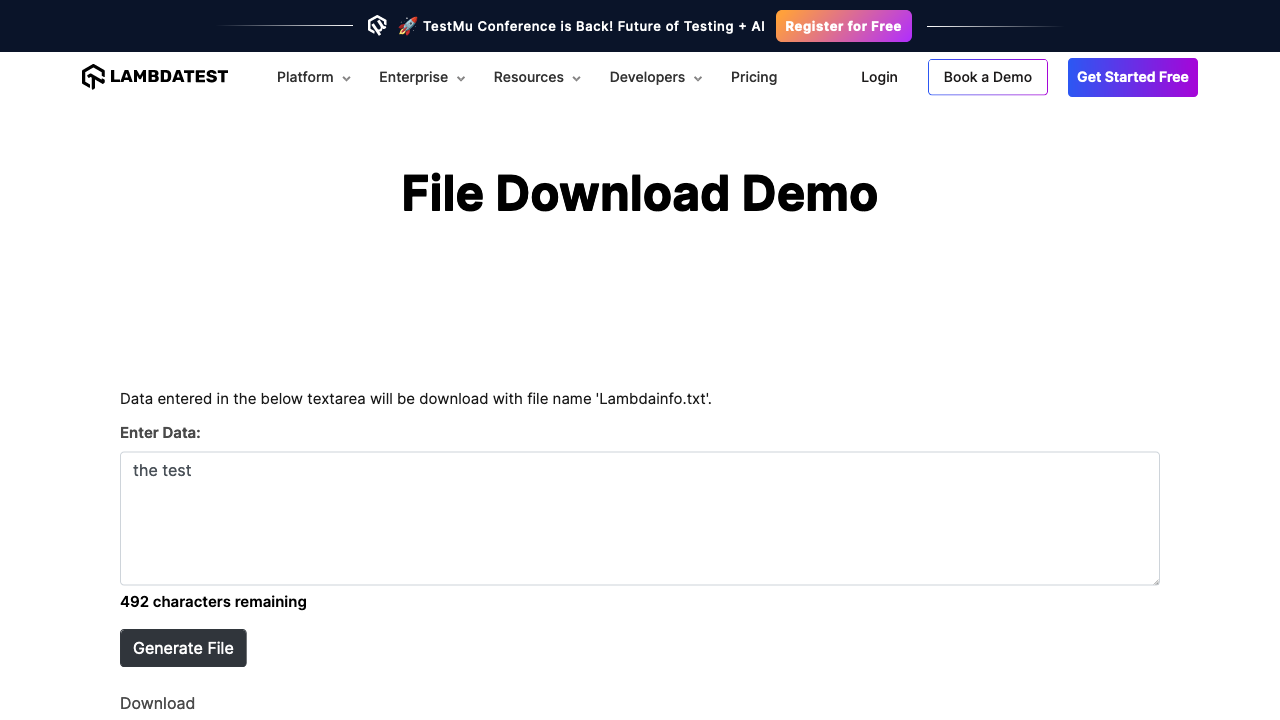 🚀 TestMu Conference is Back! Future of Testing + AI Register for Free
LAMBDATEST Platform Enterprise Resources Developers Pricing Login Book a Demo Get Started Free
File Download Demo
Data entered in the below textarea will be download with file name 'Lambdainfo.txt'.
Enter Data:
the test
492 characters remaining
Generate File
Download